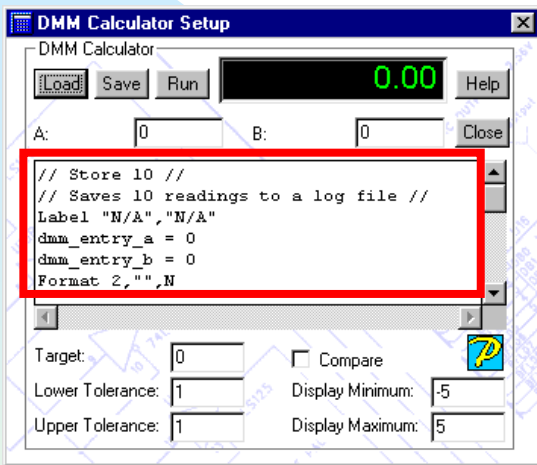 DMM Calculator Setup
DMM Calculator
Load Save Run 0.00 Help
A: 0 B: 0 Close
// Store 10 //
// Saves 10 readings to a log file //
Label "N/A","N/A"
dmm_entry_a = 0
dmm_entry_b = 0
Format 2,"",N
Target: 0 Compare
Lower Tolerance: 1 Display Minimum: -5
Upper Tolerance: 1 Display Maximum: 5